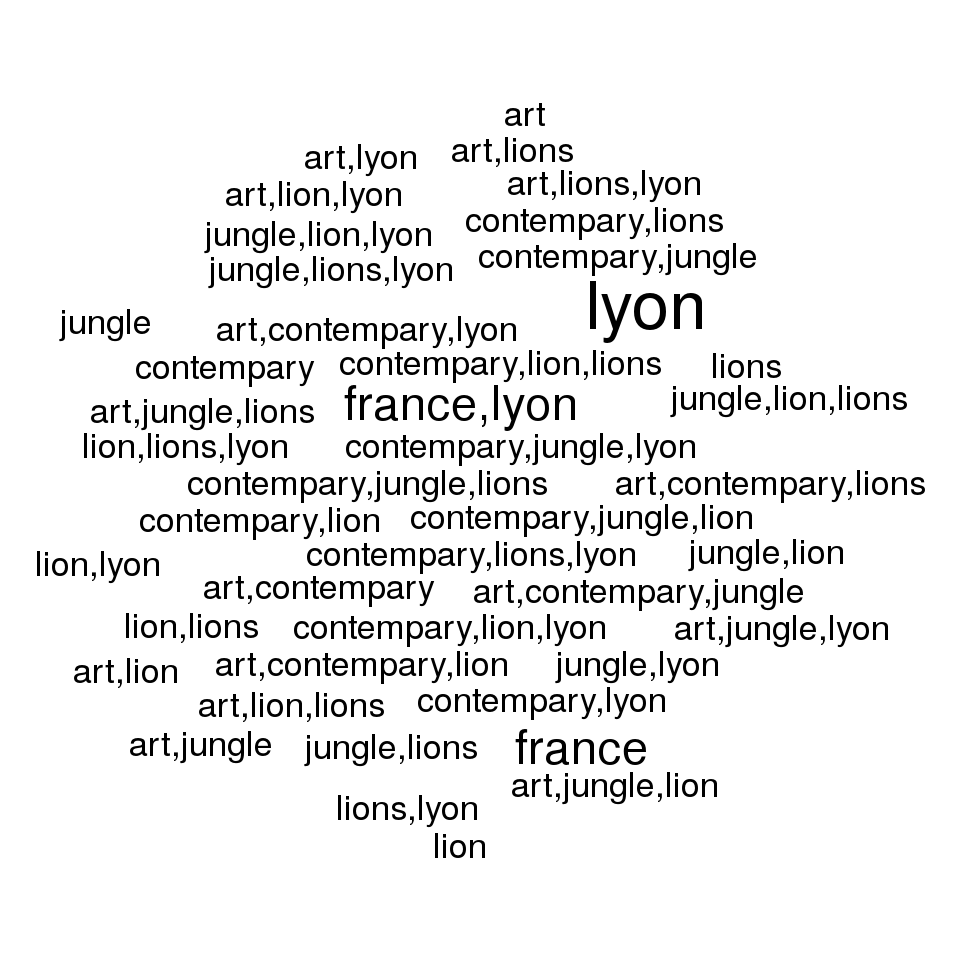 art
art,lyon
art,lions
art,lion,lyon
art,lions,lyon
jungle,lion,lyon
contempary,lions
jungle,lions,lyon
contempary,jungle
lyon
jungle
art,contempary,lyon
contempary
contempary,lion,lions
lions
art,jungle,lions
france,lyon
jungle,lion,lions
lion,lions,lyon
contempary,jungle,lyon
contempary,jungle,lions
art,contempary,lions
contempary,lion
contempary,jungle,lion
lion,lyon
contempary,lions,lyon
jungle,lion
art,contempary
art,contempary,jungle
lion,lions
contempary,lion,lyon
art,jungle,lyon
art,lion
art,contempary,lion
jungle,lyon
art,lion,lions
contempary,lyon
art,jungle
jungle,lions
france
art,jungle,lion
lions,lyon
lion